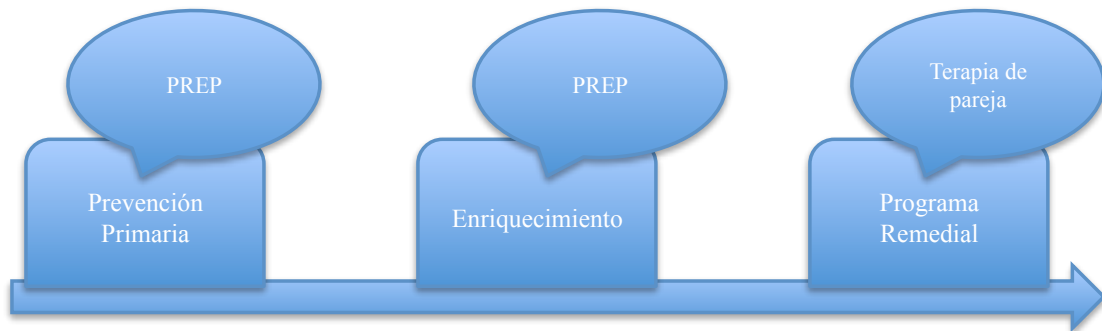 PREP
PREP
Terapia de
pareja
Prevención
Primaria
Enriquecimiento
Programa
Remedial